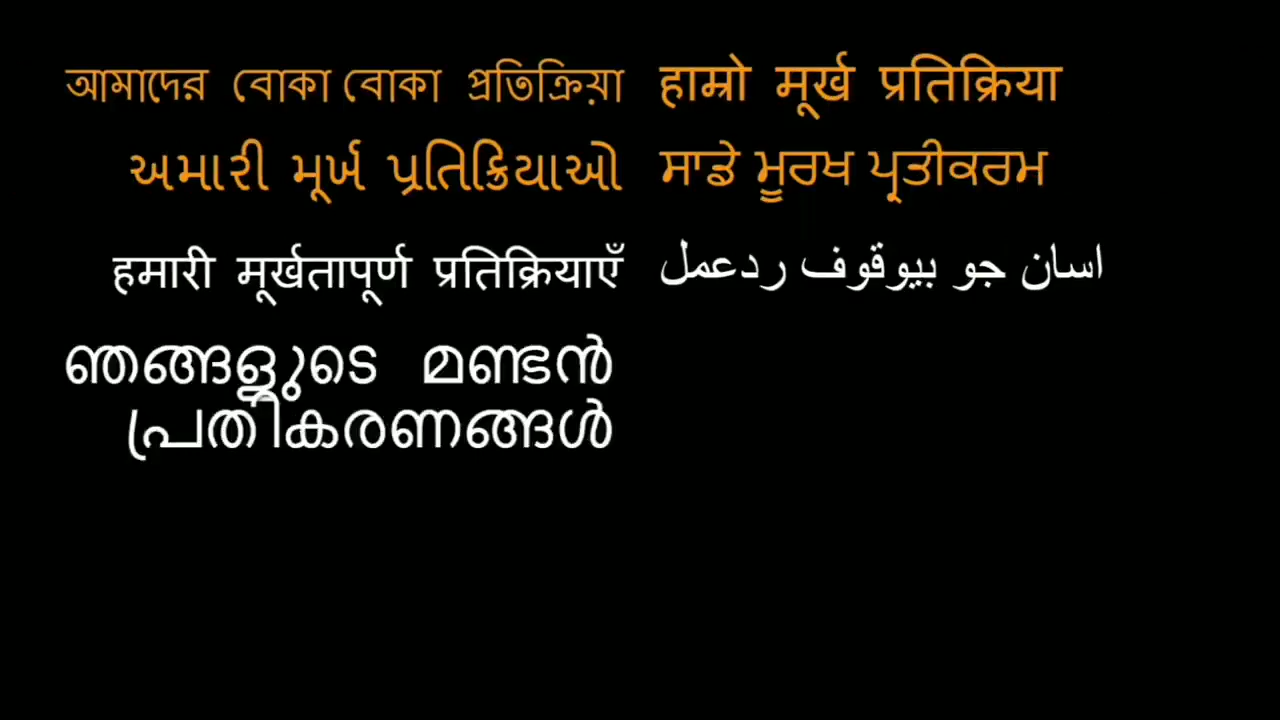 আমাদের বোকা বোকা প্রতিক্রিয়া
हाम्रो मूर्ख प्रतिक्रिया
અમારી મૂર્ખ પ્રતિક્રિયાઓ
ਸਾਡੇ ਮੂਰਖ ਪ੍ਰਤੀਕਰਮ
हमारी मूर्खतापूर्ण प्रतिक्रियाएँ
اسان جو بيوقوف ردعمل
ഞങ്ങളുടെ മണ്ടൻ
പ്രതികരണങ്ങൾ